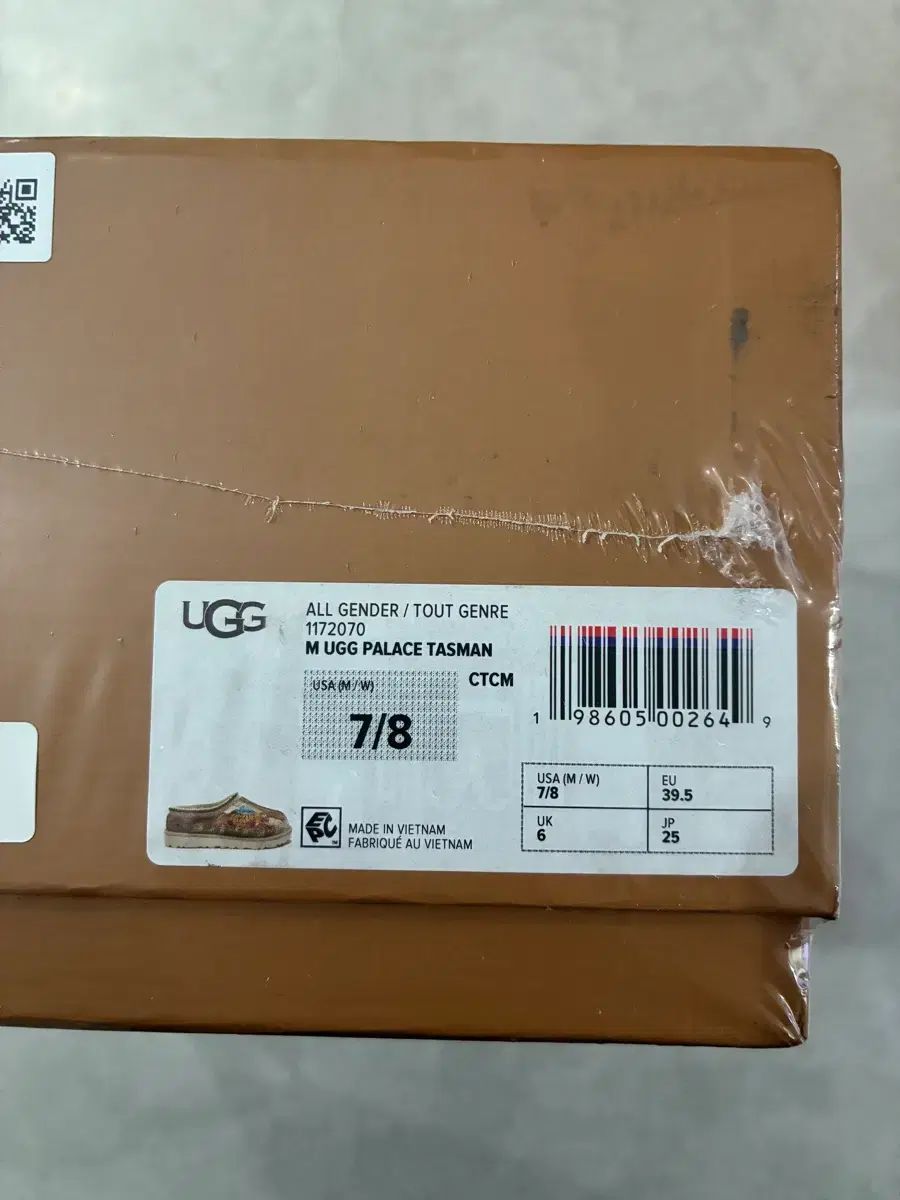 UGG
ALL GENDER / TOUT GENRE
1172070
M UGG PALACE TASMAN
CTCM
USA (M / W)
7/8
1 98605 00264 9
USA (M / W)
7/8
EU
39.5
UK
6
JP
25
EPC
MADE IN VIETNAM
FABRIQUÉ AU VIETNAM